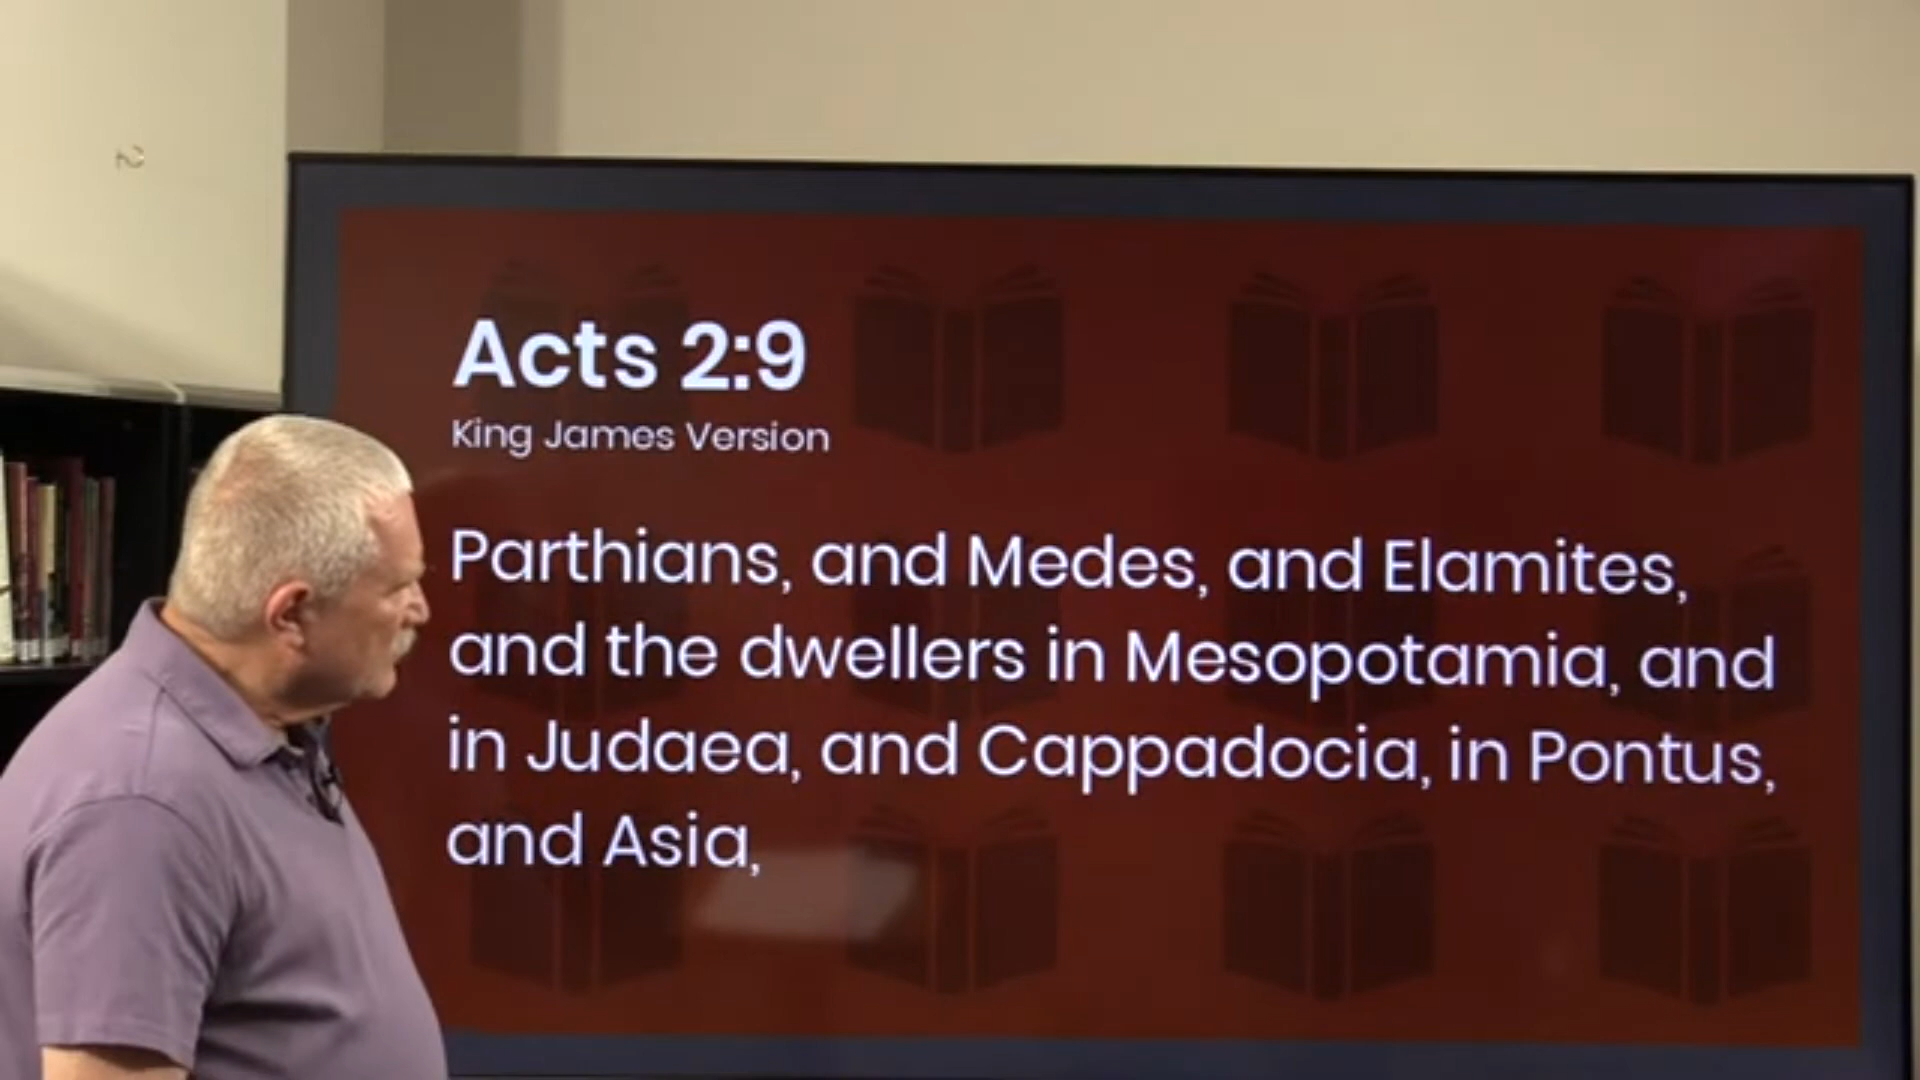 Acts 2:9
King James Version
Parthians, and Medes, and Elamites,
and the dwellers in Mesopotamia, and
in Judaea, and Cappadocia, in Pontus,
and Asia,